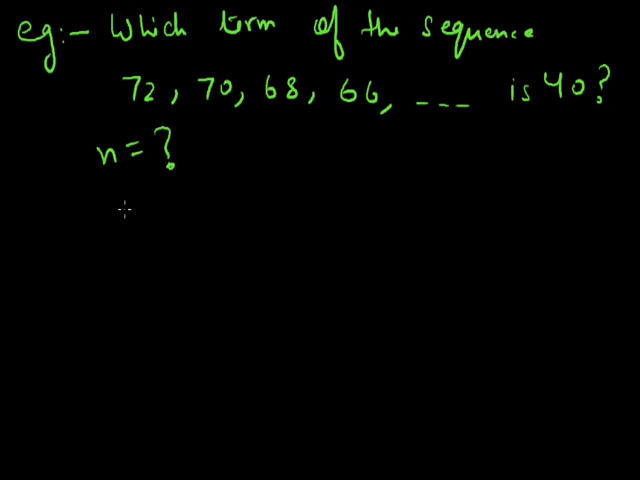 eg:- Which term of the sequence
72, 70, 68, 66, --- is 40?
n = ?